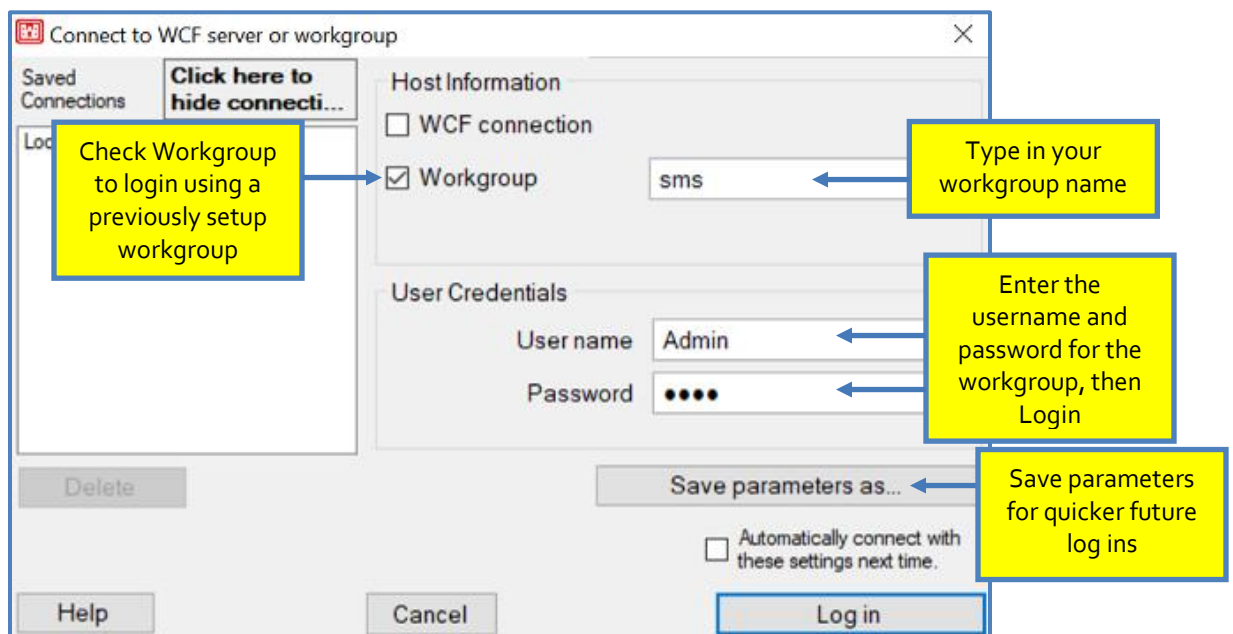 Connect to WCF server or workgroup
Saved
Connections
Click here to
hide connecti...
Loc
Check Workgroup
to login using a
previously setup
workgroup
Host Information
WCF connection
Workgroup
sms
Type in your
workgroup name
User Credentials
User name
Admin
Password
••••
Enter the
username and
password for the
workgroup, then
Login
Delete
Save parameters as...
Save parameters
for quicker future
log ins
Automatically connect with
these settings next time.
Help
Cancel
Log in